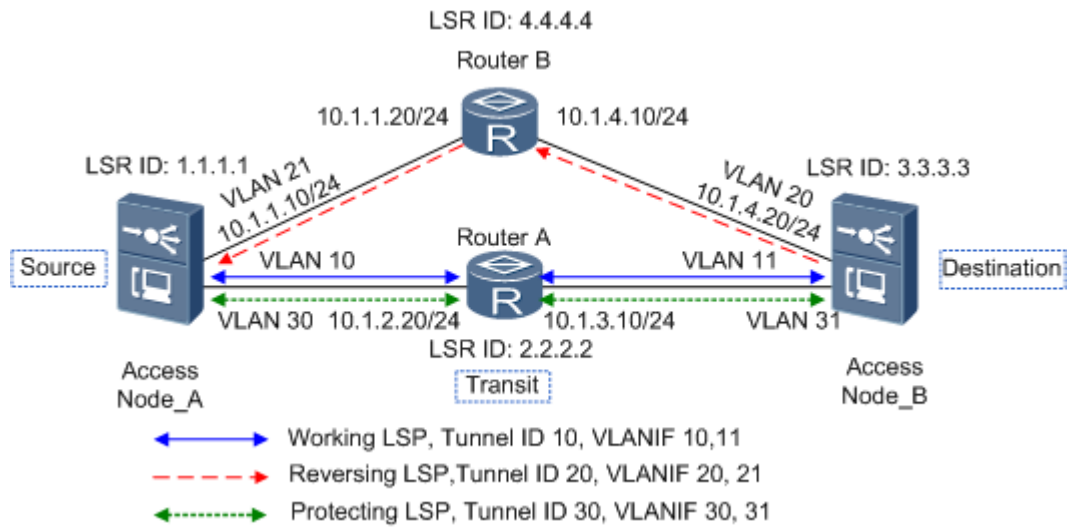 LSR ID: 4.4.4.4
Router B
10.1.1.20/24
10.1.4.10/24
R
LSR ID: 1.1.1.1
LSR ID: 3.3.3.3
VLAN 21
10.1.1.10/24
VLAN 20
10.1.4.20/24
Router A
Source
VLAN 10
VLAN 11
Destination
R
VLAN 30
10.1.2.20/24
10.1.3.10/24
VLAN 31
LSR ID: 2.2.2.2
Access
Node_A
Transit
Access
Node_B
Working LSP, Tunnel ID 10, VLANIF 10,11
Reversing LSP,Tunnel ID 20, VLANIF 20, 21
Protecting LSP, Tunnel ID 30, VLANIF 30, 31